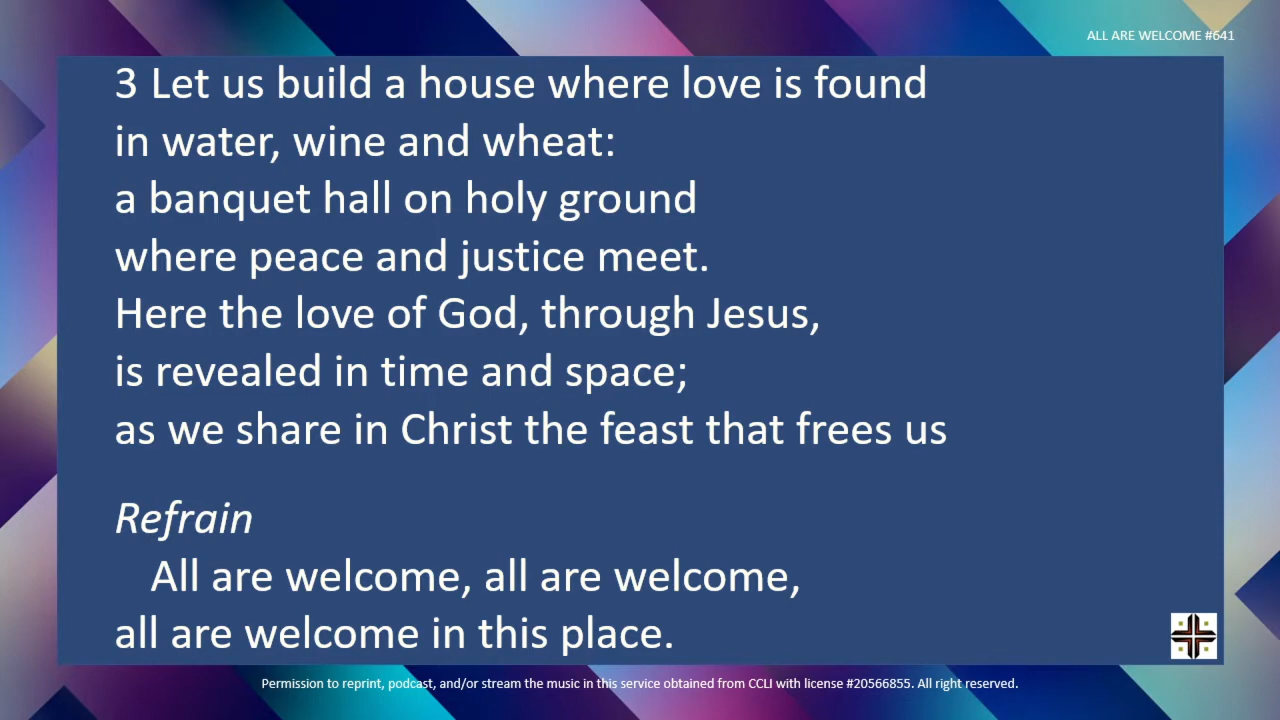 ALL ARE WELCOME #641
3 Let us build a house where love is found
in water, wine and wheat:
a banquet hall on holy ground
where peace and justice meet.
Here the love of God, through Jesus,
is revealed in time and space;
as we share in Christ the feast that frees us
Refrain
All are welcome, all are welcome,
all are welcome in this place.
Permission to reprint, podcast, and/or stream the music in this service obtained from CCLI with license #20566855. All right reserved.